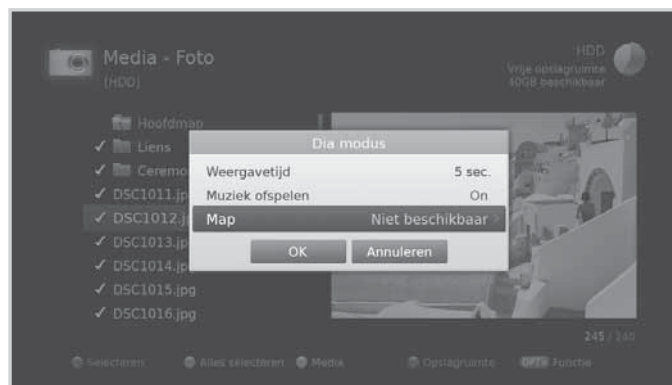 Media - Foto
(HDD)
HDD
Vrije opslagruimte
40GB beschikbaar
Hoofdmap
Liens
Ceremo
DSC1011.jp
DSC1012.j
DSC1013.jp
DSC1014.jp
DSC1015.jpg
DSC1016.jpg
Dia modus
Weergavetijd 5 sec.
Muziek ofspelen On
Map Niet beschikbaar
OK Annuleren
245 / 245
Selecteren Alles selecteren Media Opslagruimte OPT+ Functie